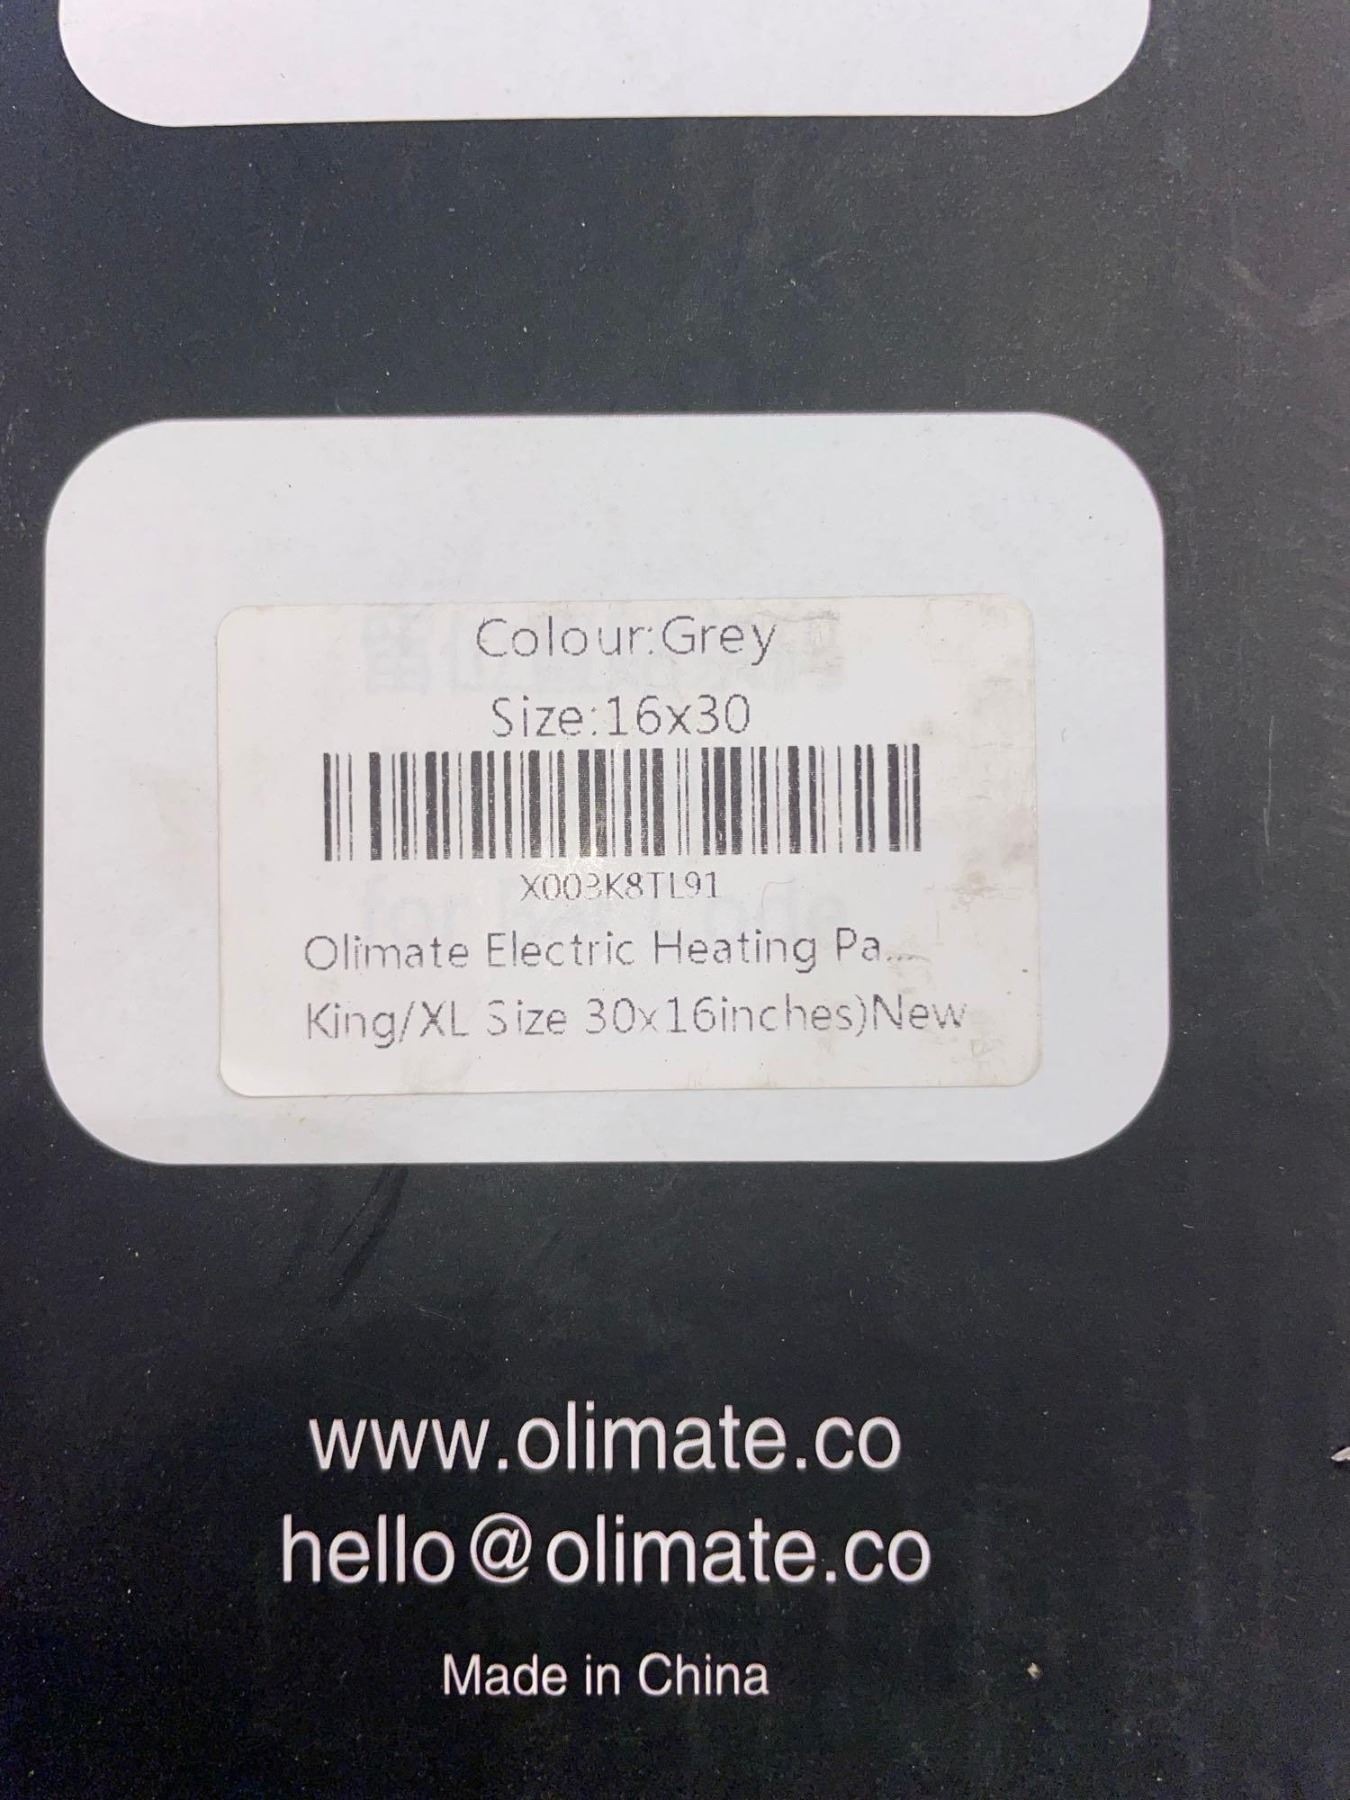 Colour:Grey
Size:16x30
X003K8TL91
Olimate Electric Heating Pa...
King/XL Size 30x16inches)New
www.olimate.co
hello@olimate.co
Made in China